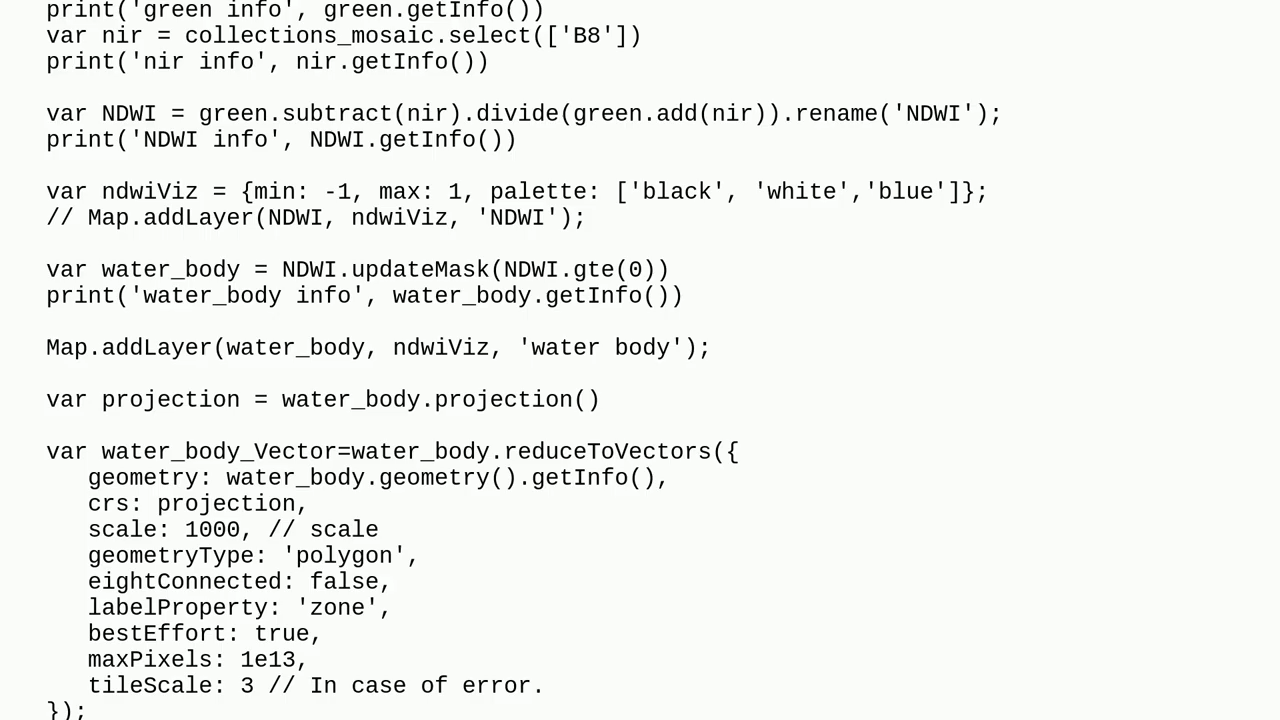 print('green info', green.getInfo())
var nir = collections_mosaic.select(['B8'])
print('nir info', nir.getInfo())
var NDWI = green.subtract(nir).divide(green.add(nir)).rename('NDWI');
print('NDWI info', NDWI.getInfo())
var ndwiViz = {min: -1, max: 1, palette: ['black', 'white','blue']};
// Map.addLayer(NDWI, ndwiViz, 'NDWI');
var water_body = NDWI.updateMask(NDWI.gte(0))
print('water_body info', water_body.getInfo())
Map.addLayer(water_body, ndwiViz, 'water body');
var projection = water_body.projection()
var water_body_Vector=water_body.reduceToVectors({
   geometry: water_body.geometry().getInfo(),
   crs: projection,
   scale: 1000, // scale
   geometryType: 'polygon',
   eightConnected: false,
   labelProperty: 'zone',
   bestEffort: true,
   maxPixels: 1e13,
   tileScale: 3 // In case of error.
});